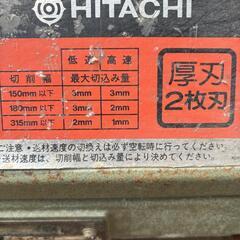 HITACHI
低速 高速
切削幅 最大切込み量
150mm以下 3mm 3mm
180mm以下 3mm 2mm
315mm以下 2mm 1mm
厚刃
2枚刃
ご注意 • 送材速度の切換えは必ず空転時に行ってくだ
• 送材速度は、切削幅と切込み量により決めてください